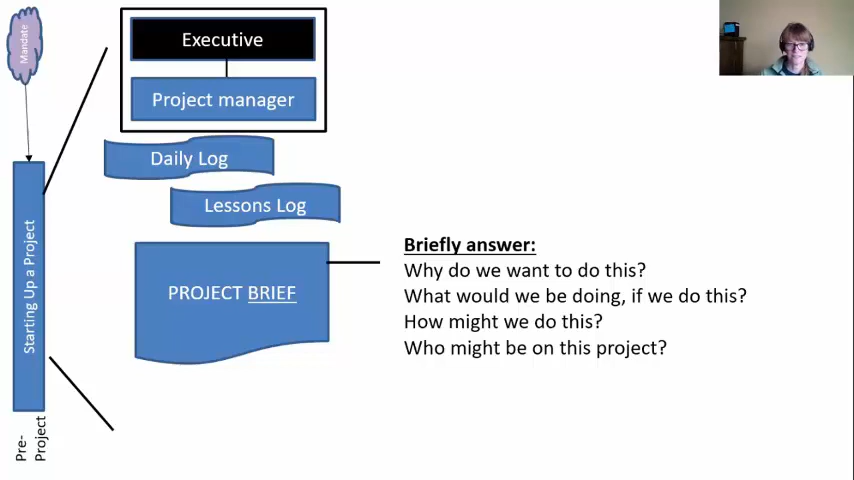 Mandate
Executive
Project manager
Daily Log
Lessons Log
Starting Up a Project
PROJECT BRIEF
Briefly answer:
Why do we want to do this?
What would we be doing, if we do this?
How might we do this?
Who might be on this project?
Pre-
Project